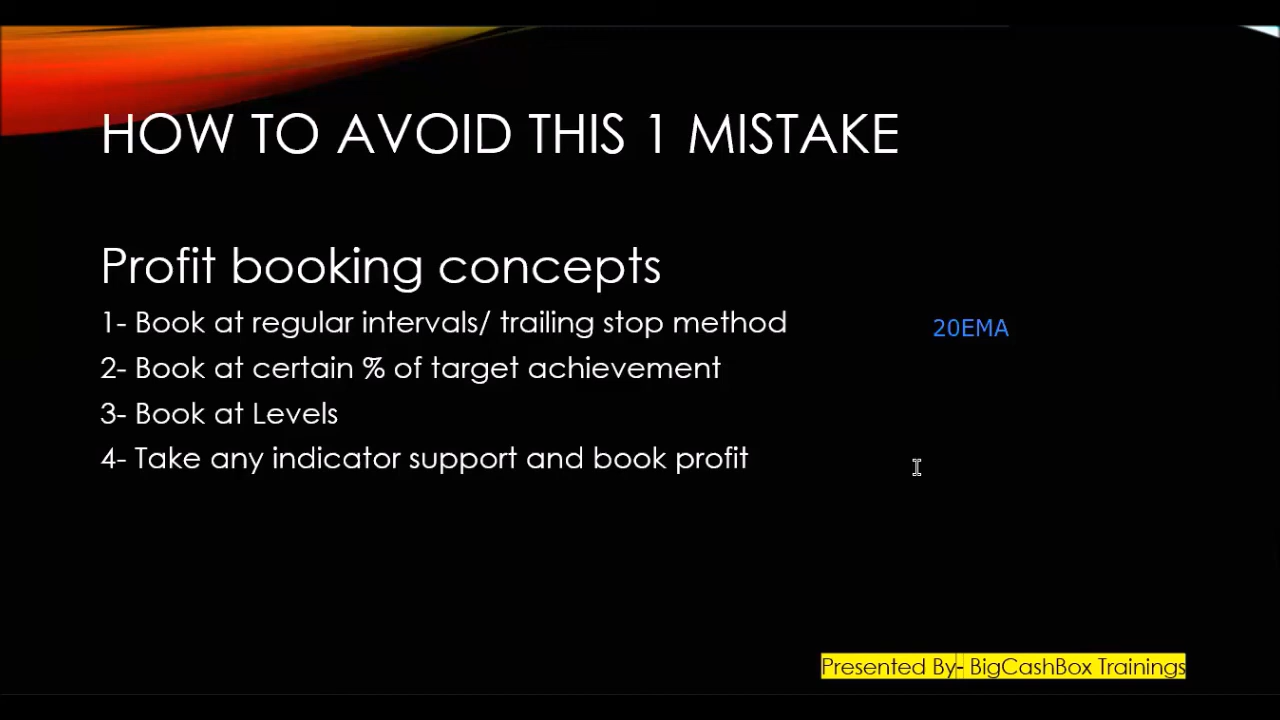 HOW TO AVOID THIS 1 MISTAKE
Profit booking concepts
1- Book at regular intervals/ trailing stop method
20EMA
2- Book at certain % of target achievement
3- Book at Levels
4- Take any indicator support and book profit
Presented By- BigCashBox Trainings